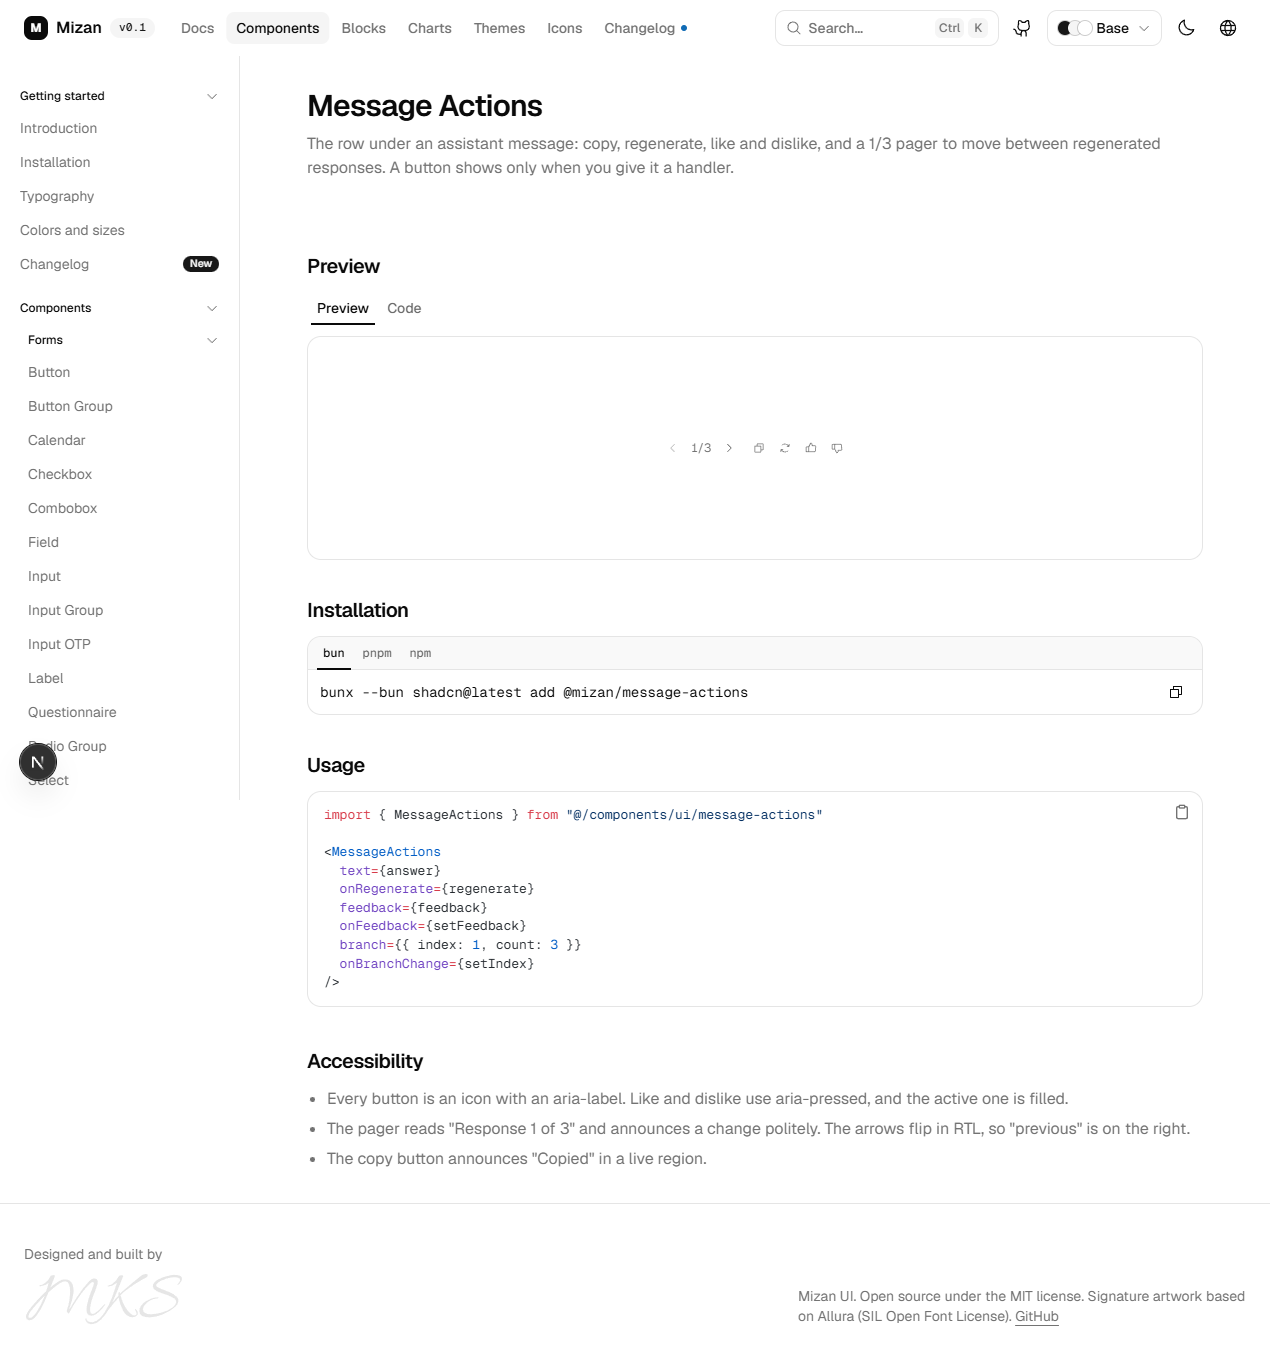 M Mizan v0.1 Docs Components Blocks Charts Themes Icons Changelog Search... Ctrl K Base
Getting started
Introduction
Installation
Typography
Colors and sizes
Changelog New
Components
Forms
Button
Button Group
Calendar
Checkbox
Combobox
Field
Input
Input Group
Input OTP
Label
Questionnaire
Radio Group
N
Select
Message Actions
The row under an assistant message: copy, regenerate, like and dislike, and a 1/3 pager to move between regenerated
responses. A button shows only when you give it a handler.
Preview
Preview Code
1/3
Installation
bun pnpm npm
bunx --bun shadcn@latest add @mizan/message-actions
Usage
import { MessageActions } from "@/components/ui/message-actions"
<MessageActions
text={answer}
onRegenerate={regenerate}
feedback={feedback}
onFeedback={setFeedback}
branch={{ index: 1, count: 3 }}
onBranchChange={setIndex}
/>
Accessibility
• Every button is an icon with an aria-label. Like and dislike use aria-pressed, and the active one is filled.
• The pager reads "Response 1 of 3" and announces a change politely. The arrows flip in RTL, so "previous" is on the right.
• The copy button announces "Copied" in a live region.
Designed and built by
MKS
Mizan UI. Open source under the MIT license. Signature artwork based
on Allura (SIL Open Font License). GitHub